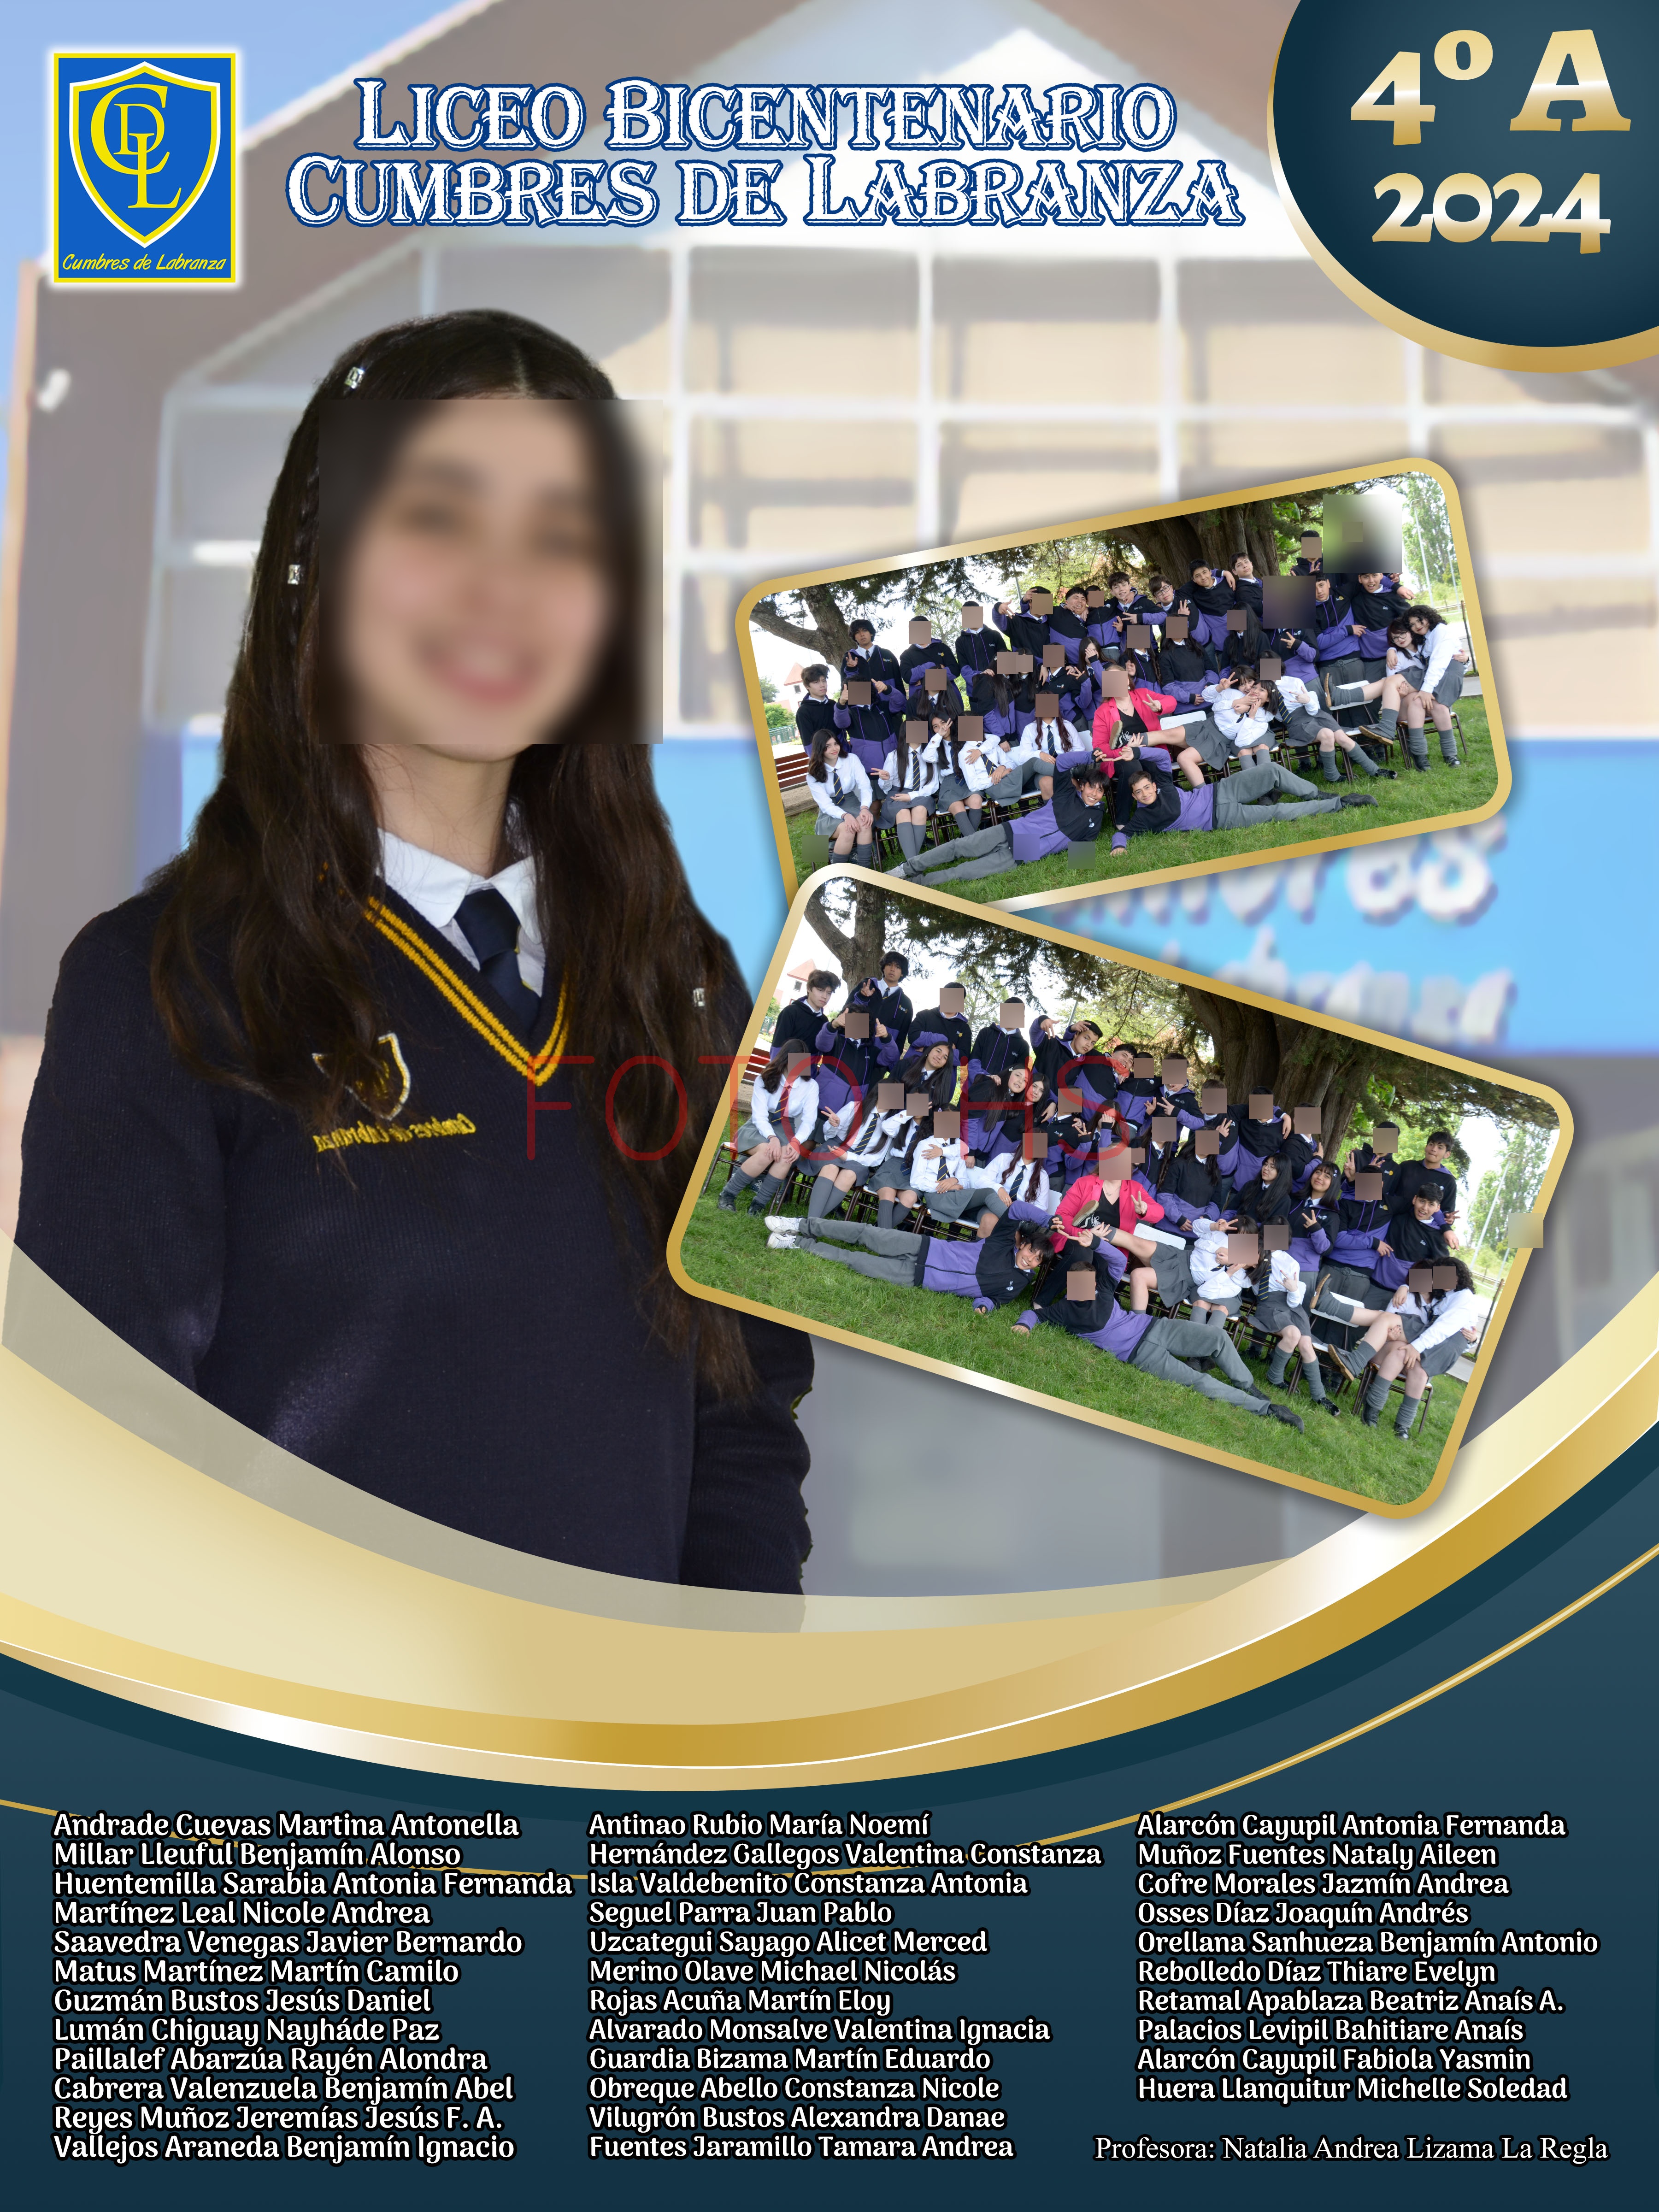 CDL
Cumbres de Labranza
Liceo Bicentenario
Cumbres de Labranza
4º A
2024
Cumbres de Labranza
FOTO HS
Andrade Cuevas Martina Antonella
Millar Lleuful Benjamín Alonso
Huentemilla Sarabia Antonia Fernanda
Martínez Leal Nicole Andrea
Saavedra Venegas Javier Bernardo
Matus Martínez Martín Camilo
Guzmán Bustos Jesús Daniel
Lumán Chiguay Nayháde Paz
Paillalef Abarzúa Rayén Alondra
Cabrera Valenzuela Benjamín Abel
Reyes Muñoz Jeremías Jesús F. A.
Vallejos Araneda Benjamín Ignacio
Antinao Rubio María Noemí
Hernández Gallegos Valentina Constanza
Isla Valdebenito Constanza Antonia
Seguel Parra Juan Pablo
Uzcategui Sayago Alicet Merced
Merino Olave Michael Nicolás
Rojas Acuña Martín Eloy
Alvarado Monsalve Valentina Ignacia
Guardia Bizama Martín Eduardo
Obreque Abello Constanza Nicole
Vilugrón Bustos Alexandra Danae
Fuentes Jaramillo Tamara Andrea
Alarcón Cayupil Antonia Fernanda
Muñoz Fuentes Nataly Aileen
Cofre Morales Jazmín Andrea
Osses Díaz Joaquín Andrés
Orellana Sanhueza Benjamín Antonio
Rebolledo Díaz Thiare Evelyn
Retamal Apablaza Beatriz Anaís A.
Palacios Levipil Bahitiare Anaís
Alarcón Cayupil Fabiola Yasmin
Huera Llanquitur Michelle Soledad
Profesora: Natalia Andrea Lizama La Regla